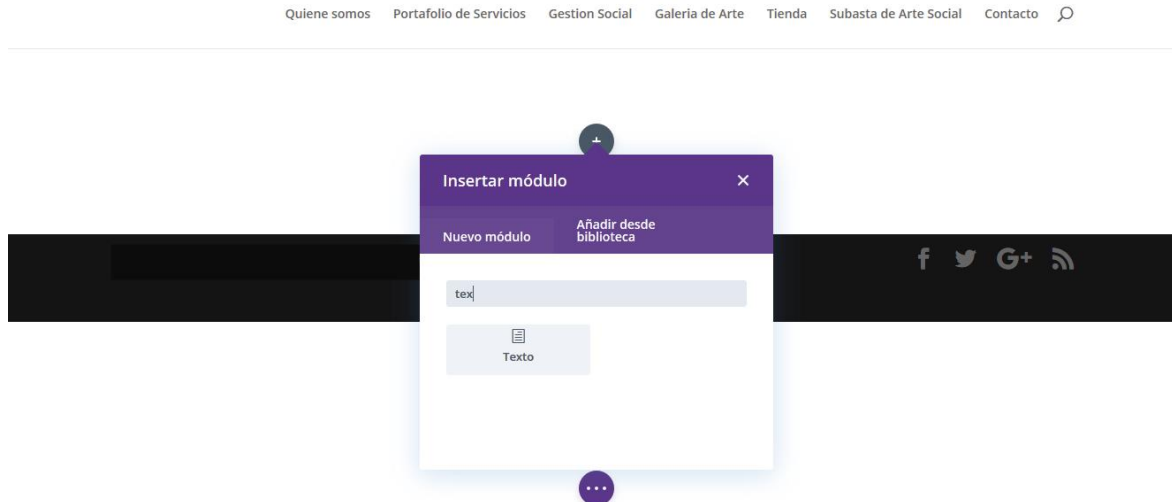 Quiene somos Portafolio de Servicios Gestion Social Galeria de Arte Tienda Subasta de Arte Social Contacto
Insertar módulo
Nuevo módulo
Añadir desde
biblioteca
tex
Texto